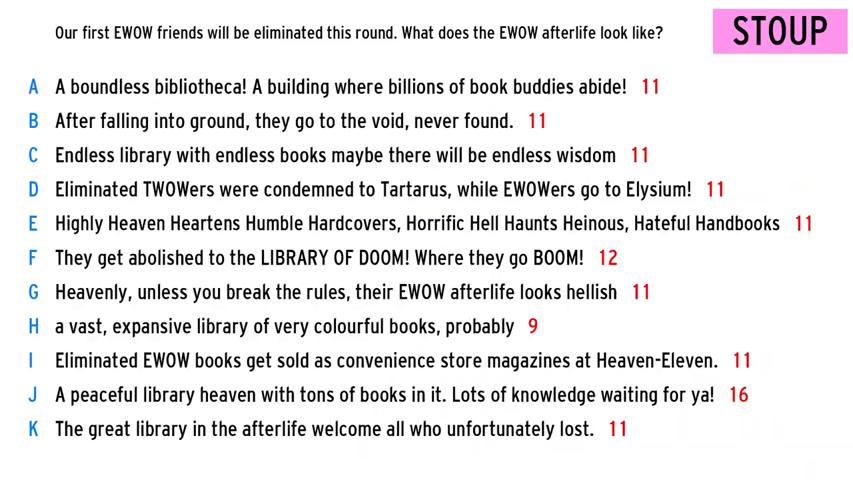 Our first EWOW friends will be eliminated this round. What does the EWOW afterlife look like?
STOUP
A A boundless bibliotheca! A building where billions of book buddies abide! 11
B After falling into ground, they go to the void, never found. 11
C Endless library with endless books maybe there will be endless wisdom 11
D Eliminated TWOWers were condemned to Tartarus, while EWOWers go to Elysium! 11
E Highly Heaven Heartens Humble Hardcovers, Horrific Hell Haunts Heinous, Hateful Handbooks 11
F They get abolished to the LIBRARY OF DOOM! Where they go BOOM! 12
G Heavenly, unless you break the rules, their EWOW afterlife looks hellish 11
H a vast, expansive library of very colourful books, probably 9
I Eliminated EWOW books get sold as convenience store magazines at Heaven-Eleven. 11
J A peaceful library heaven with tons of books in it. Lots of knowledge waiting for ya! 16
K The great library in the afterlife welcome all who unfortunately lost. 11